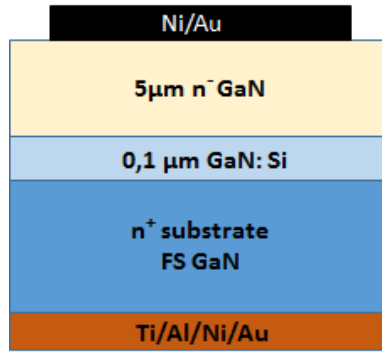 Ni/Au
5µm n⁻ GaN
0,1 µm GaN: Si
n⁺ substrate
FS GaN
Ti/Al/Ni/Au